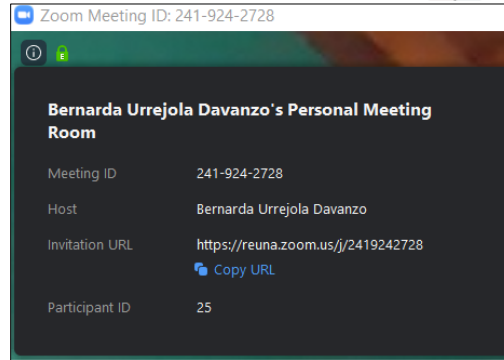 Zoom Meeting ID: 241-924-2728
E
Bernarda Urrejola Davanzo's Personal Meeting
Room
Meeting ID 241-924-2728
Host Bernarda Urrejola Davanzo
Invitation URL https://reuna.zoom.us/j/2419242728
Copy URL
Participant ID 25